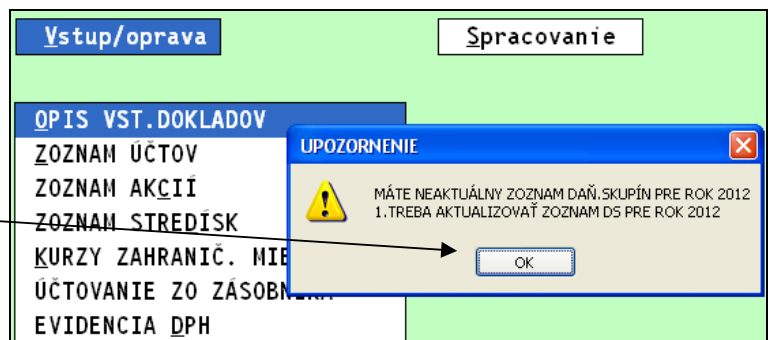 Vstup/oprava
Spracovanie
OPIS VST.DOKLADOV
ZOZNAM ÚČTOV
ZOZNAM AKCIÍ
ZOZNAM STREDÍSK
KURZY ZAHRANIČ.
ÚČTOVANIE ZO
EVIDENCIA DPH
UPOZORNENIE
MÁTE NEAKTUÁLNY ZOZNAM DAŇ.SKUPÍN PRE ROK 2012
1.TREBA AKTUALIZOVAŤ ZOZNAM DS PRE ROK 2012
OK